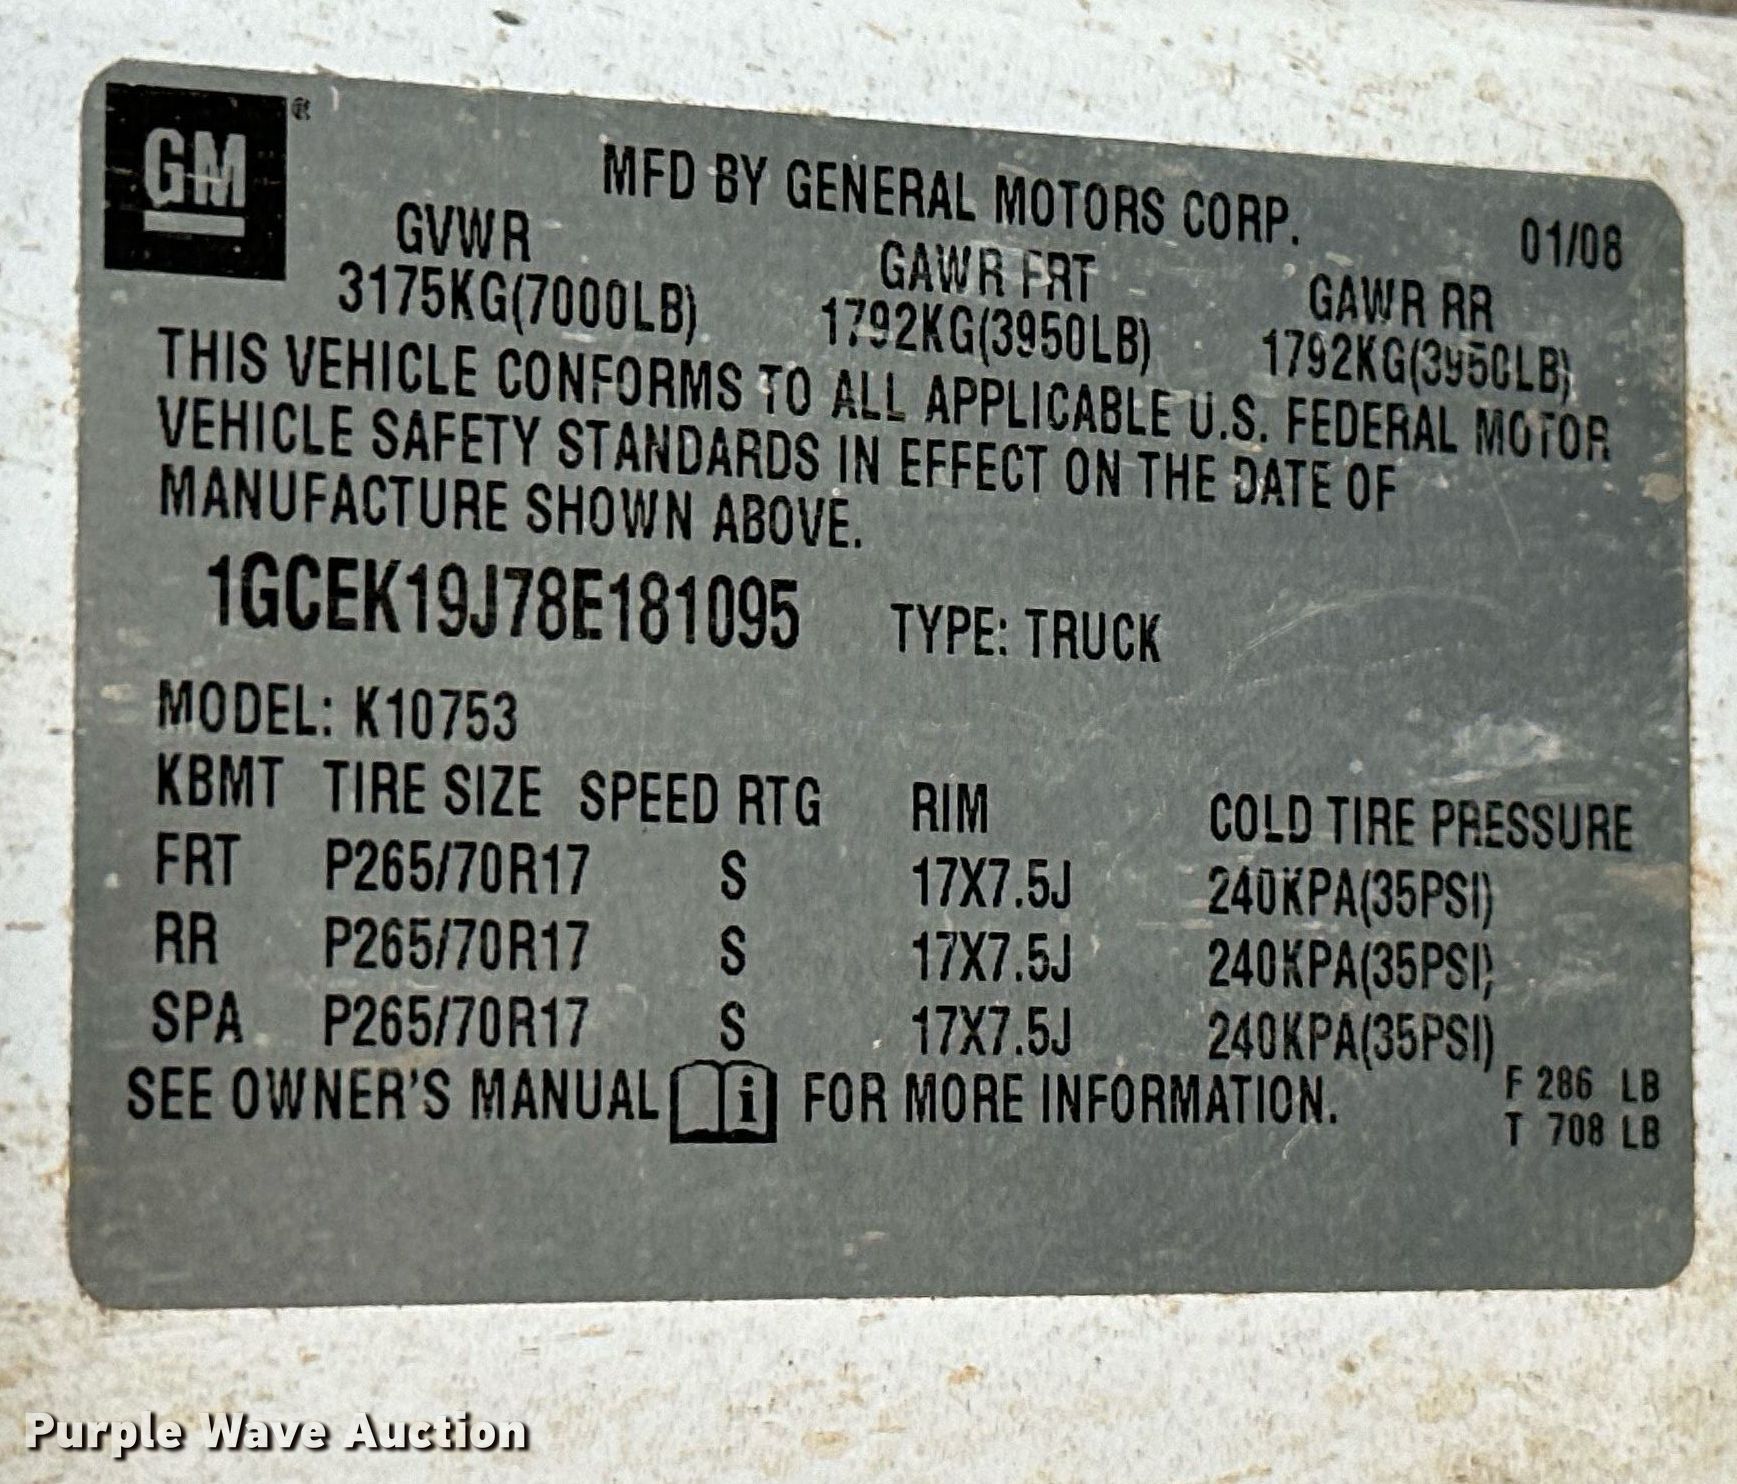 GM ®
MFD BY GENERAL MOTORS CORP.
01/08
GVWR GAWR FRT GAWR RR
3175KG(7000LB) 1792KG(3950LB) 1792KG(3950LB)
THIS VEHICLE CONFORMS TO ALL APPLICABLE U.S. FEDERAL MOTOR
VEHICLE SAFETY STANDARDS IN EFFECT ON THE DATE OF
MANUFACTURE SHOWN ABOVE.
1GCEK19J78E181095 TYPE: TRUCK
MODEL: K10753
KBMT TIRE SIZE SPEED RTG RIM COLD TIRE PRESSURE
FRT P265/70R17 S 17X7.5J 240KPA(35PSI)
RR P265/70R17 S 17X7.5J 240KPA(35PSI)
SPA P265/70R17 S 17X7.5J 240KPA(35PSI)
SEE OWNER'S MANUAL i FOR MORE INFORMATION.
F 286 LB
T 708 LB
Purple Wave Auction